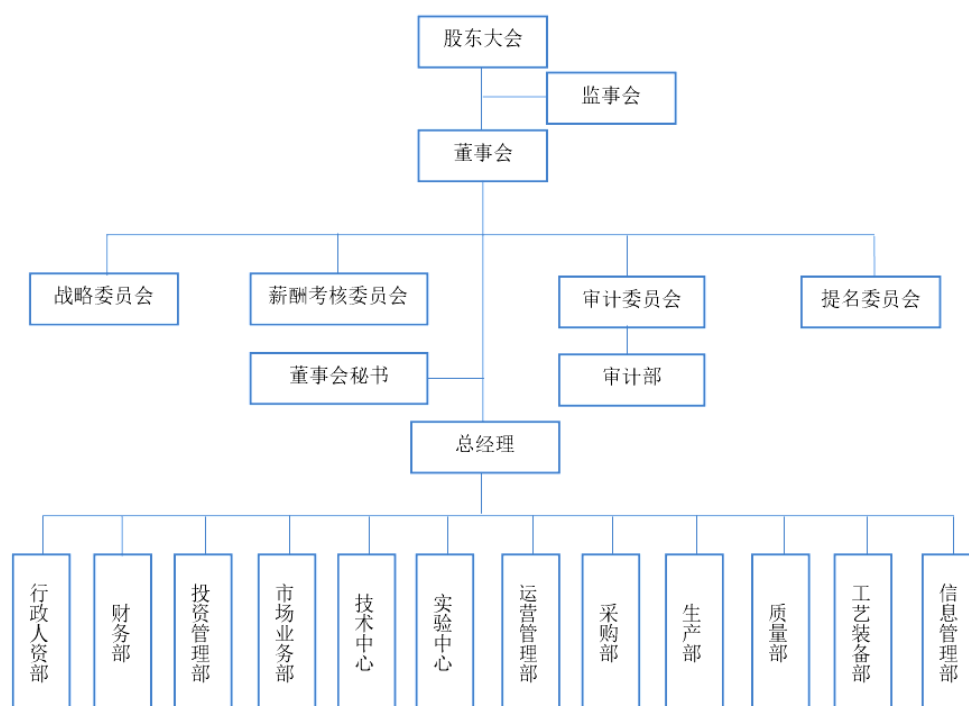 股东大会
监事会
董事会
战略委员会
薪酬考核委员会
审计委员会
提名委员会
董事会秘书
审计部
总经理
行政人资部
财务部
投资管理部
市场业务部
技术中心
实验中心
运营管理部
采购部
生产部
质量部
工艺装备部
信息管理部